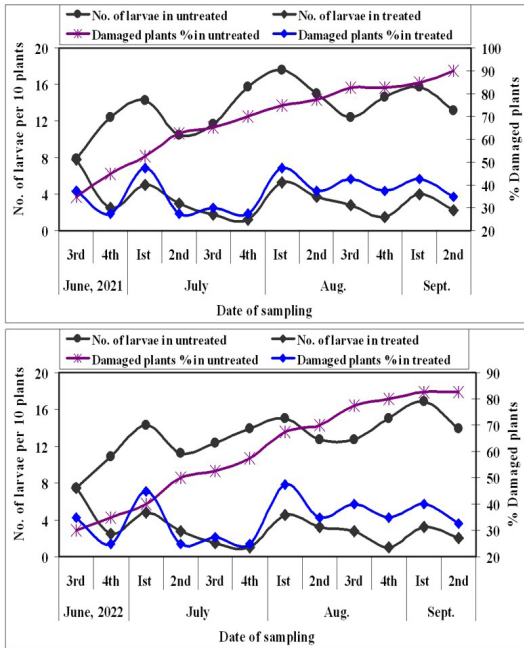 No. of larvae in untreated No. of larvae in treated
Damaged plants % in untreated Damaged plants % in treated
No. of larvae per 10 plants
20
16
12
8
4
0
100
90
80
70
60
50
40
30
20
% Damaged plants
3rd 4th Ist 2nd 3rd 4th Ist 2nd 3rd 4th Ist 2nd
June, 2021 July Aug. Sept.
Date of sampling
No. of larvae in untreated No. of larvae in treated
Damaged plants % in untreated Damaged plants % in treated
No. of larvae per 10 plants
20
16
12
8
4
0
90
80
70
60
50
40
30
20
% Damaged plants
3rd 4th Ist 2nd 3rd 4th Ist 2nd 3rd 4th Ist 2nd
June, 2022 July Aug. Sept.
Date of sampling